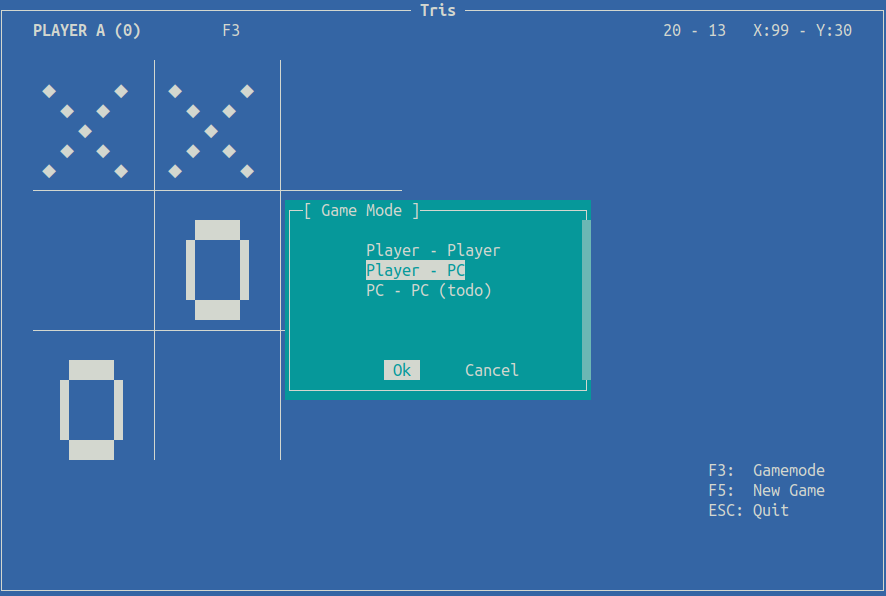 Tris
PLAYER A (0) F3 20 - 13 X:99 - Y:30
[ Game Mode ]
Player - Player
Player - PC
PC - PC (todo)
Ok Cancel
F3: Gamemode
F5: New Game
ESC: Quit